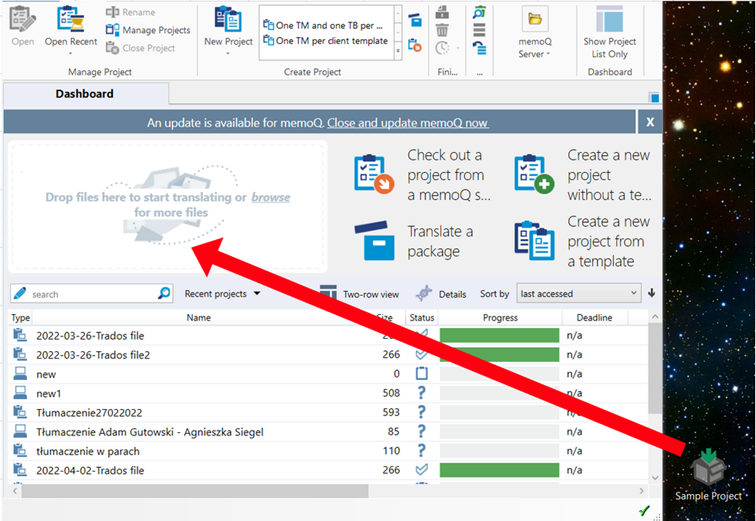 Open
Open Recent
Rename
Manage Projects
Close Project
Manage Project
New Project
One TM and one TB per ...
One TM per client template
Create Project
Fini...
...
memoQ
Server
Show Project
List Only
Dashboard
Dashboard
An update is available for memoQ. Close and update memoQ now
X
Drop files here to start translating or browse
for more files
Check out a
project from
a memoQ s...
Create a new
project
without a te...
Translate a
package
Create a new
project from
a template
search
Recent projects
Two-row view
Details
Sort by
last accessed
Type Name Size Status Progress Deadline
2022-03-26-Trados file n/a
2022-03-26-Trados file2 266 n/a
new 0 n/a
new1 508 ? n/a
Tłumaczenie27022022 593 ? n/a
Tłumaczenie Adam Gutowski - Agnieszka Siegel 85 ? n/a
tłumaczenie w parach 110 ? n/a
2022-04-02-Trados file 266 n/a
Sample Project